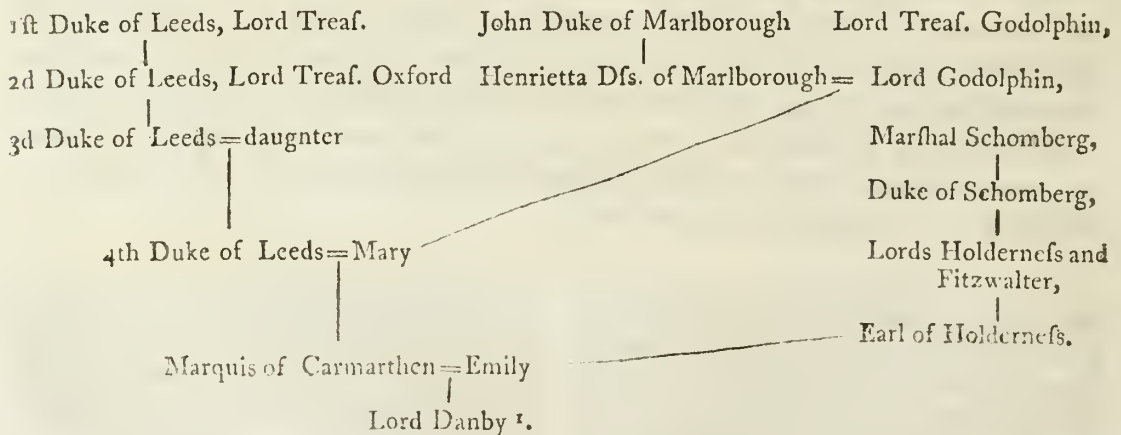 1ſt Duke of Leeds, Lord Treaſ. John Duke of Marlborough Lord Treaſ. Godolphin,
2d Duke of Leeds, Lord Treaſ. Oxford Henrietta Dſs. of Marlborough = Lord Godolphin,
3d Duke of Leeds = daugnter Marſhal Schomberg,
Duke of Schomberg,
4th Duke of Leeds = Mary Lords Holderneſs and
Fitzwalter,
Earl of Holderneſs.
Marquis of Carmarthen = Emily
Lord Danby ¹.